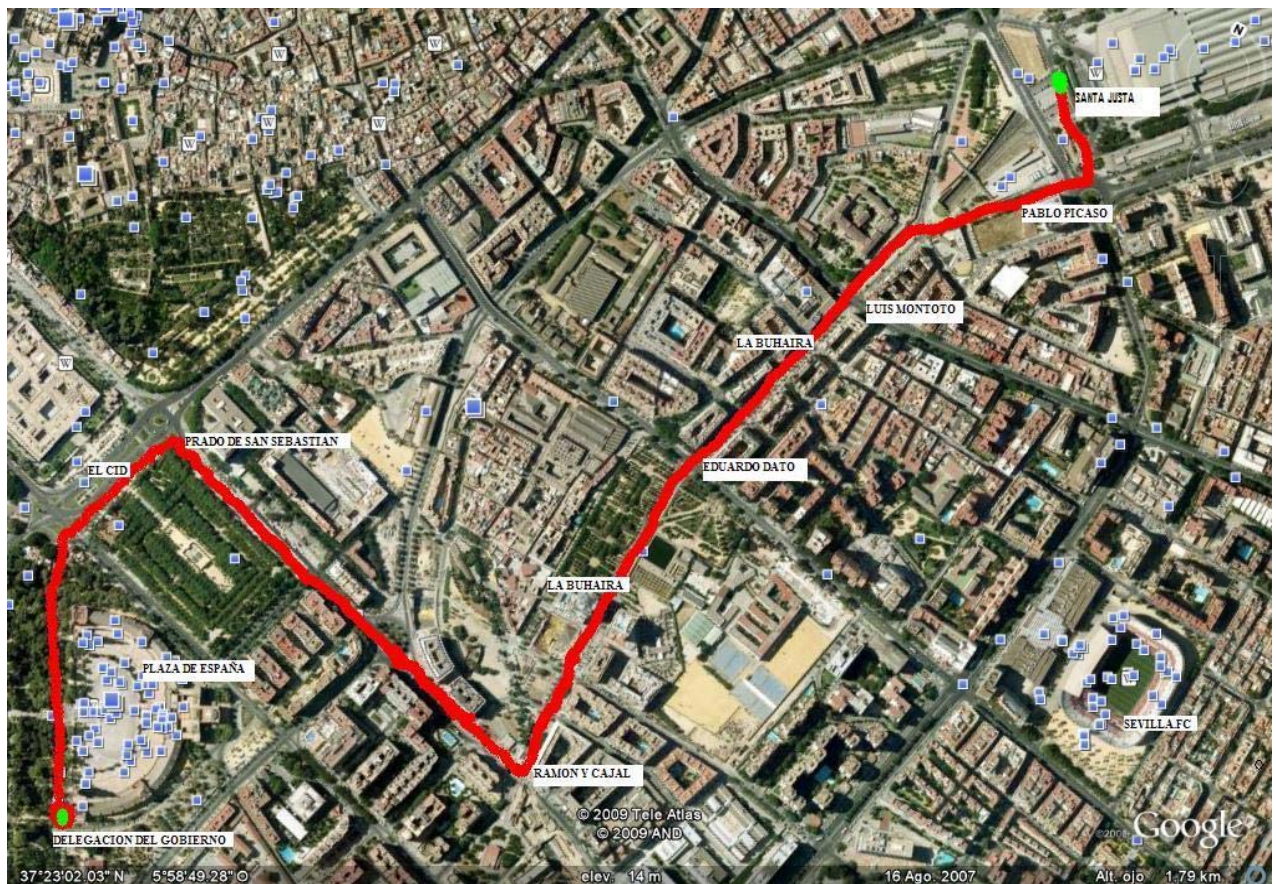 SANTA JUSTA
PABLO PICASO
LUIS MONTOTO
LA BUHAIRA
PRADO DE SAN SEBASTIAN
EL CID
EDUARDO DATO
LA BUHAIRA
PLAZA DE ESPAÑA
SEVILLA.FC
RAMON Y CAJAL
DELEGACION DEL GOBIERNO
© 2009 Tele Atlas
© 2009 AND
Google
37°23'02.03" N 5°58'49.28" O elev. 14 m 16 Ago. 2007 Alt. ojo 1.79 km